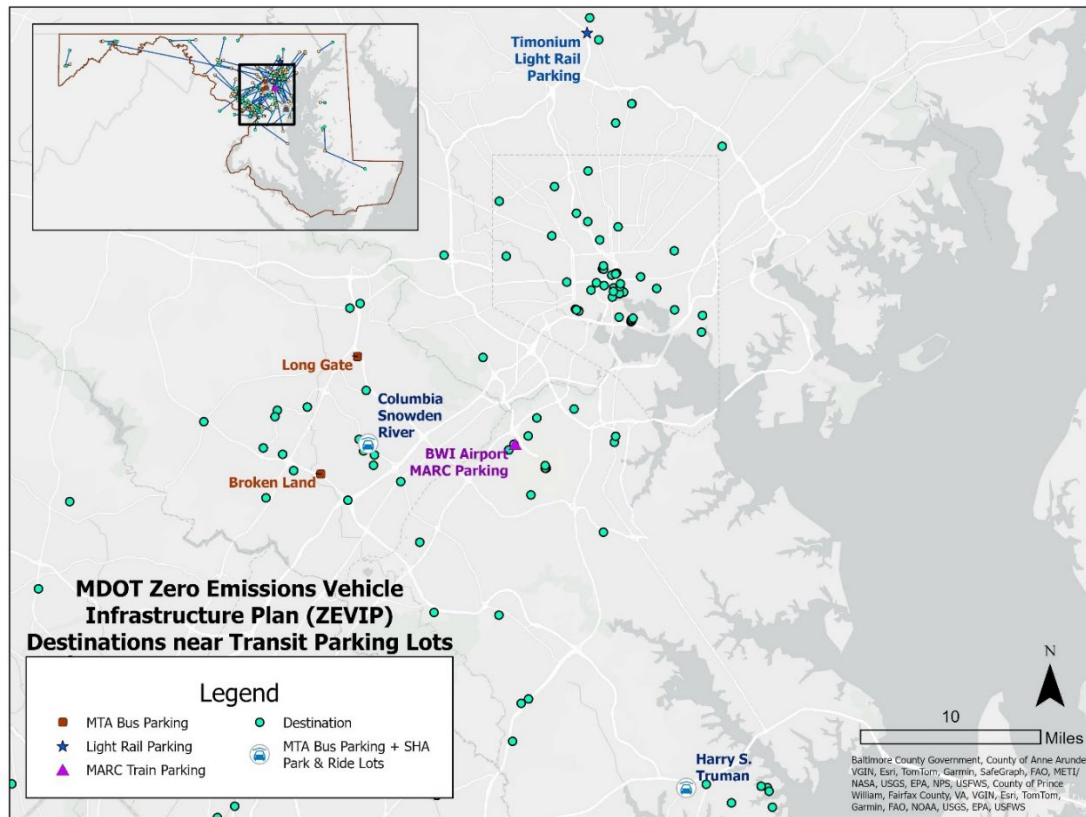 Timonium
Light Rail
Parking
Long Gate
Columbia
Snowden
River
BWI Airport
MARC Parking
Broken Land
MDOT Zero Emissions Vehicle
Infrastructure Plan (ZEVIP)
Destinations near Transit Parking Lots
Legend
MTA Bus Parking
Light Rail Parking
MARC Train Parking
Destination
MTA Bus Parking + SHA
Park & Ride Lots
Harry S.
Truman
N
10
Miles
Baltimore County Government, County of Anne Arundel,
VGIN, Esri, TomTom, Garmin, SafeGraph, FAO, METI/
NASA, USGS, EPA, NPS, USFWS, County of Prince
William, Fairfax County, VA, VGIN, Esri, TomTom,
Garmin, FAO, NOAA, USGS, EPA, USFWS